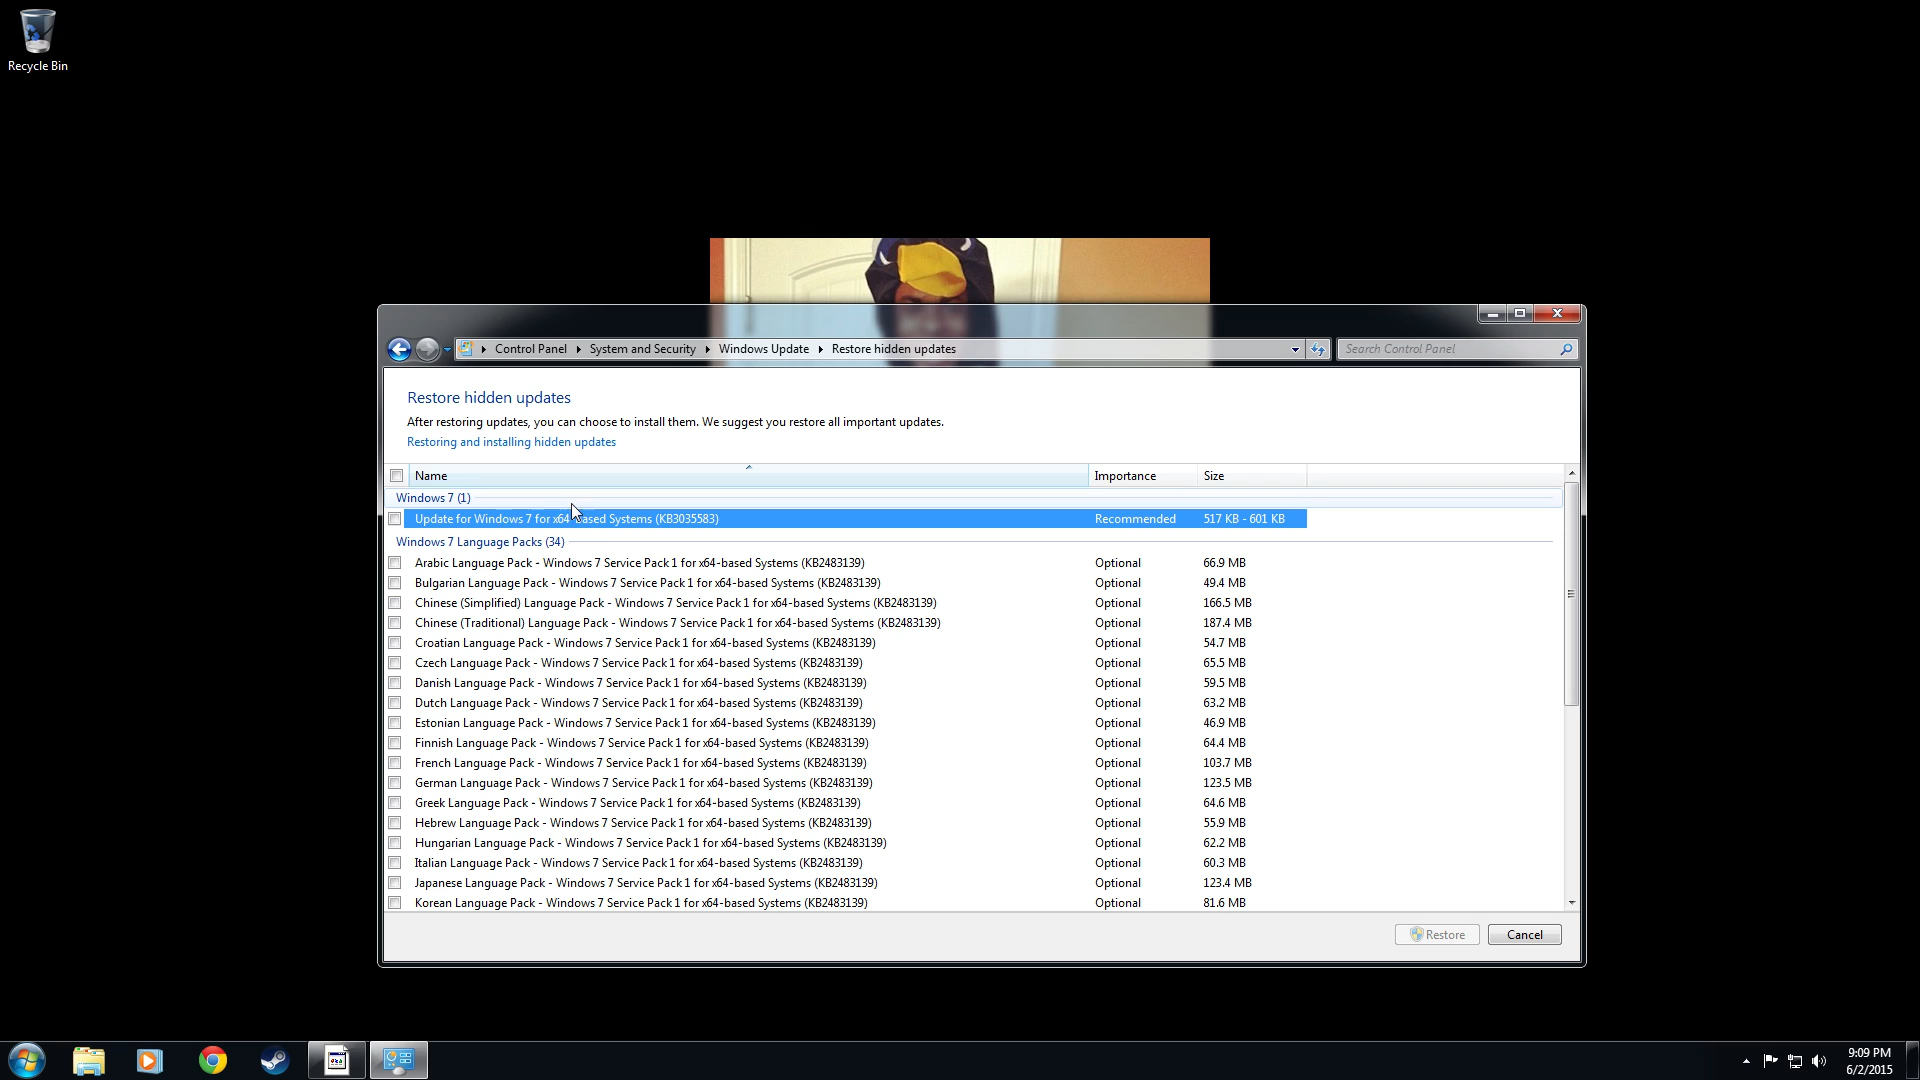 Recycle Bin
Control Panel System and Security Windows Update Restore hidden updates
Search Control Panel
Restore hidden updates
After restoring updates, you can choose to install them. We suggest you restore all important updates.
Restoring and installing hidden updates
Name Importance Size
Windows 7 (1)
Update for Windows 7 for x64-based Systems (KB3035583) Recommended 517 KB - 601 KB
Windows 7 Language Packs (34)
Arabic Language Pack - Windows 7 Service Pack 1 for x64-based Systems (KB2483139) Optional 66.9 MB
Bulgarian Language Pack - Windows 7 Service Pack 1 for x64-based Systems (KB2483139) Optional 49.4 MB
Chinese (Simplified) Language Pack - Windows 7 Service Pack 1 for x64-based Systems (KB2483139) Optional 166.5 MB
Chinese (Traditional) Language Pack - Windows 7 Service Pack 1 for x64-based Systems (KB2483139) Optional 187.4 MB
Croatian Language Pack - Windows 7 Service Pack 1 for x64-based Systems (KB2483139) Optional 54.7 MB
Czech Language Pack - Windows 7 Service Pack 1 for x64-based Systems (KB2483139) Optional 65.5 MB
Danish Language Pack - Windows 7 Service Pack 1 for x64-based Systems (KB2483139) Optional 59.5 MB
Dutch Language Pack - Windows 7 Service Pack 1 for x64-based Systems (KB2483139) Optional 63.2 MB
Estonian Language Pack - Windows 7 Service Pack 1 for x64-based Systems (KB2483139) Optional 46.9 MB
Finnish Language Pack - Windows 7 Service Pack 1 for x64-based Systems (KB2483139) Optional 64.4 MB
French Language Pack - Windows 7 Service Pack 1 for x64-based Systems (KB2483139) Optional 103.7 MB
German Language Pack - Windows 7 Service Pack 1 for x64-based Systems (KB2483139) Optional 123.5 MB
Greek Language Pack - Windows 7 Service Pack 1 for x64-based Systems (KB2483139) Optional 64.6 MB
Hebrew Language Pack - Windows 7 Service Pack 1 for x64-based Systems (KB2483139) Optional 55.9 MB
Hungarian Language Pack - Windows 7 Service Pack 1 for x64-based Systems (KB2483139) Optional 62.2 MB
Italian Language Pack - Windows 7 Service Pack 1 for x64-based Systems (KB2483139) Optional 60.3 MB
Japanese Language Pack - Windows 7 Service Pack 1 for x64-based Systems (KB2483139) Optional 123.4 MB
Korean Language Pack - Windows 7 Service Pack 1 for x64-based Systems (KB2483139) Optional 81.6 MB
Restore Cancel
9:09 PM
6/2/2015